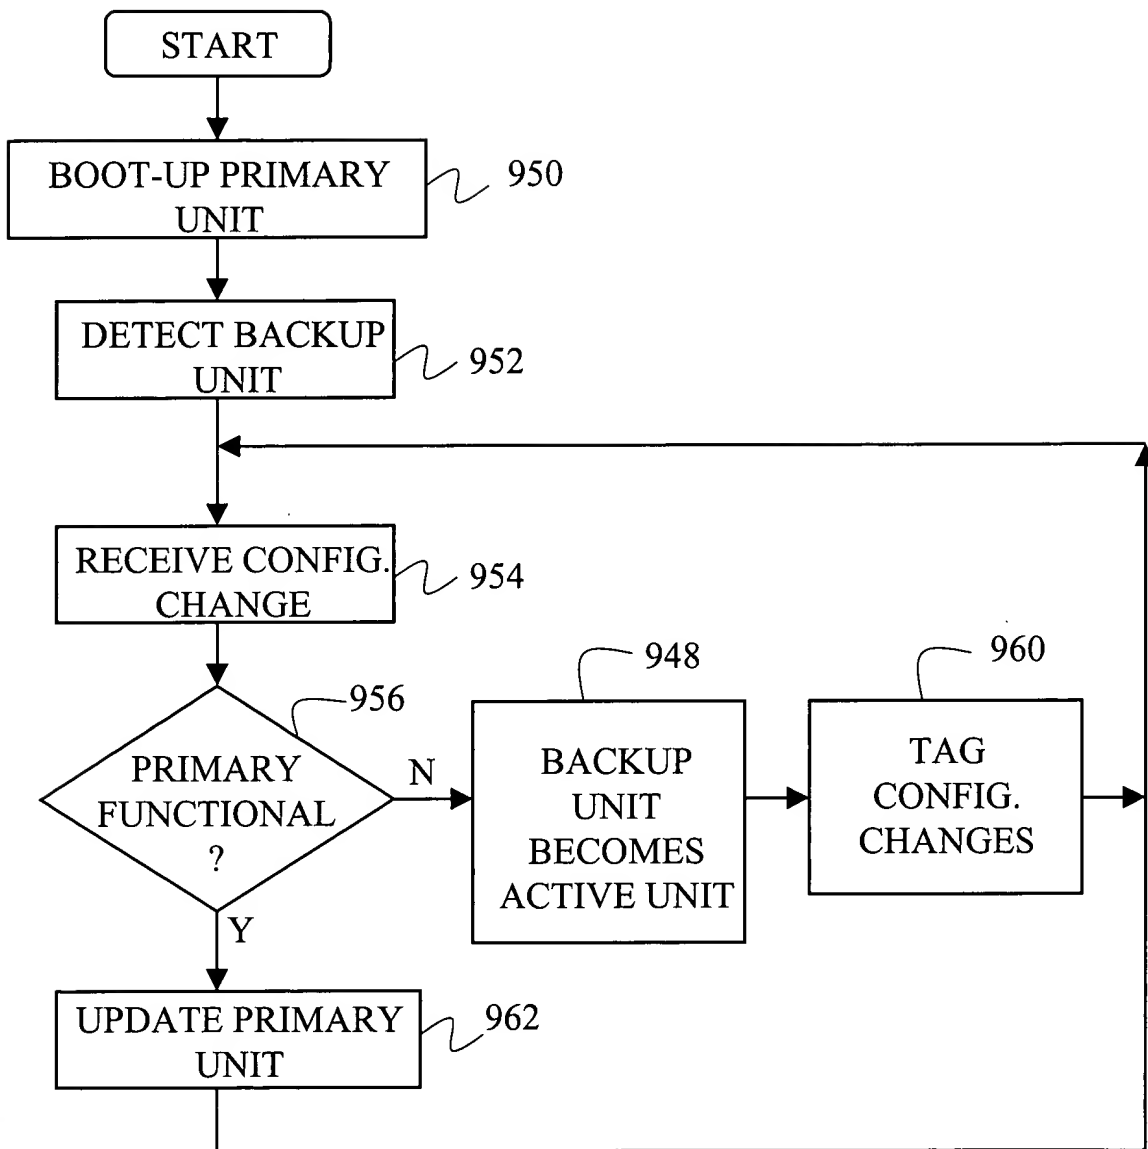 START
BOOT-UP PRIMARY
UNIT
950
DETECT BACKUP
UNIT
952
RECEIVE CONFIG.
CHANGE
954
956
PRIMARY
FUNCTIONAL
?
N
948
BACKUP
UNIT
BECOMES
ACTIVE UNIT
960
TAG
CONFIG.
CHANGES
Y
UPDATE PRIMARY
UNIT
962